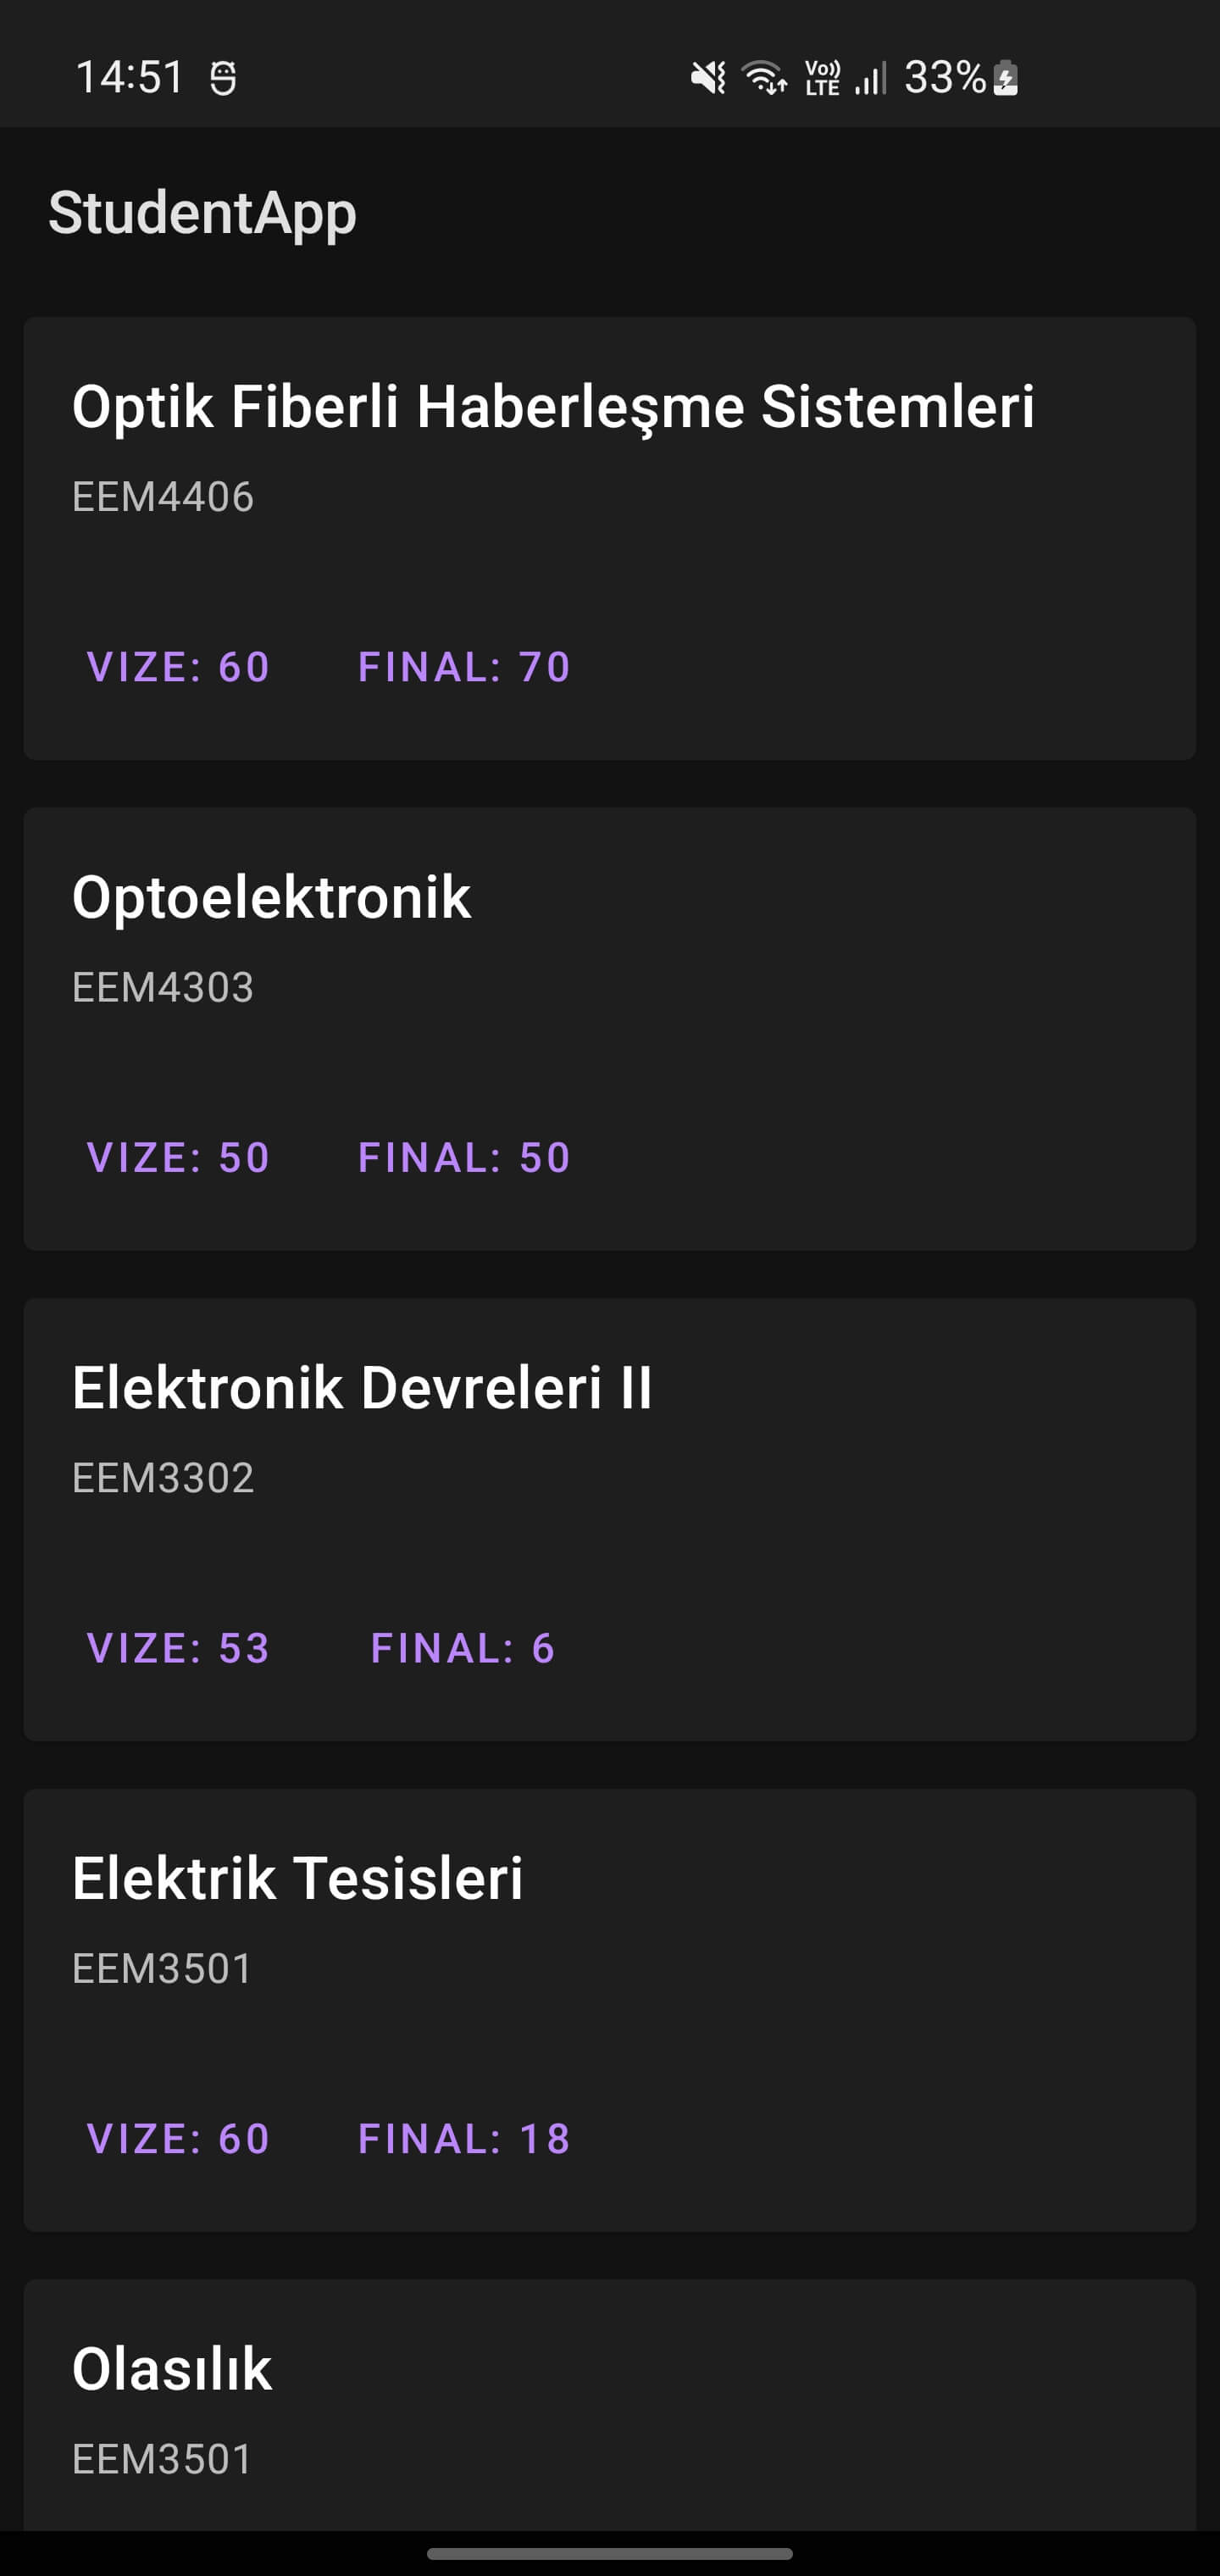 14:51 Vo)) LTE 33%
StudentApp
Optik Fiberli Haberleşme Sistemleri
EEM4406
VIZE: 60 FINAL: 70
Optoelektronik
EEM4303
VIZE: 50 FINAL: 50
Elektronik Devreleri II
EEM3302
VIZE: 53 FINAL: 6
Elektrik Tesisleri
EEM3501
VIZE: 60 FINAL: 18
Olasılık
EEM3501